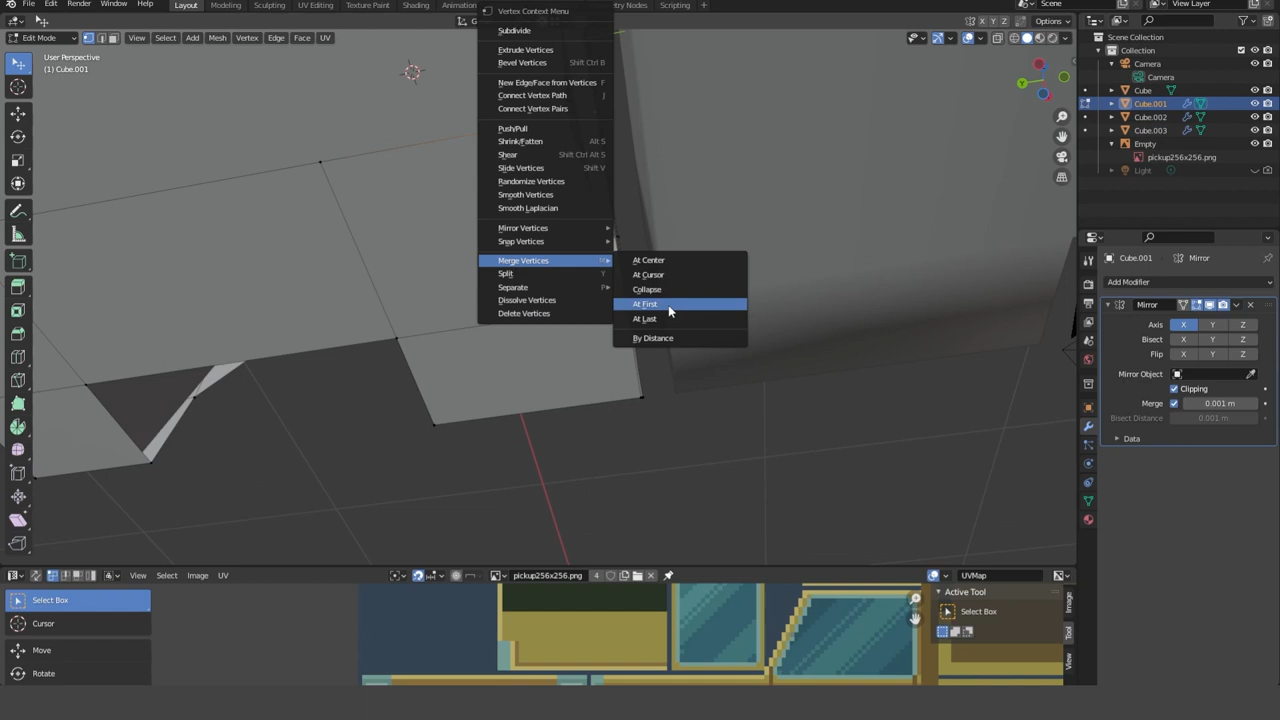 File Edit Render Window Help Layout Modeling Sculpting UV Editing Texture Paint Shading Scripting Scene View Layer
Vertex Context Menu
Options
Edit Mode View Select Add Mesh Vertex Edge Face UV
User Perspective
(1) Cube.001
Subdivide
Extrude Vertices
Bevel Vertices Shift Ctrl B
New Edge/Face from Vertices F
Connect Vertex Path J
Connect Vertex Pairs
Push/Pull
Shrink/Fatten Alt S
Shear Shift Ctrl Alt S
Slide Vertices Shift V
Randomize Vertices
Smooth Vertices
Smooth Laplacian
Mirror Vertices
Snap Vertices
Merge Vertices M
Split Y
Separate P
Dissolve Vertices
Delete Vertices
At Center
At Cursor
Collapse
At First
At Last
By Distance
X Y Z
Y
Scene Collection
Collection
Camera
Camera
Cube
Cube.001
Cube.002
Cube.003
Empty
pickup256x256.png
Light
Cube.001 Mirror
Add Modifier
Mirror
Axis X Y Z
Bisect X Y Z
Flip X Y Z
Mirror Object
Clipping
Merge 0.001 m
Bisect Distance 0.001 m
Data
View Select Image UV pickup256x256.png 4 UVMap
Select Box
Cursor
Move
Rotate
Active Tool
Select Box
Image
Tool
View